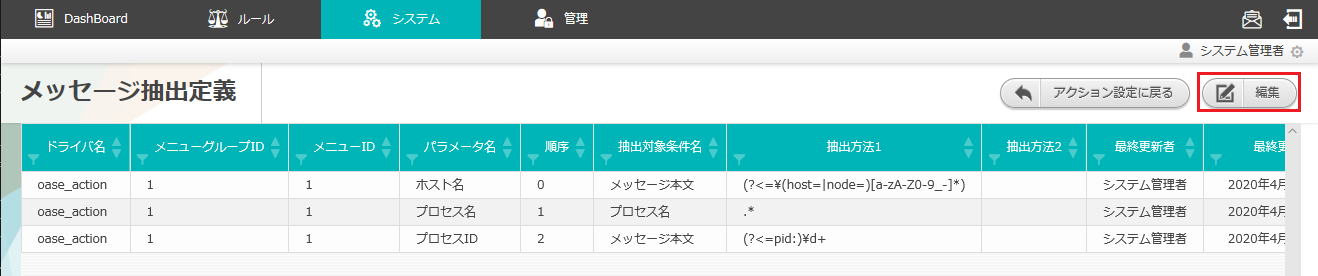 DashBoard ルール システム 管理
システム管理者
メッセージ抽出定義 アクション設定に戻る 編集
ドライバ名 メニューグループID メニューID パラメータ名 順序 抽出対象条件名 抽出方法1 抽出方法2 最終更新者 最終更
oase_action 1 1 ホスト名 0 メッセージ本文 (?<=¥(host=|node=)[a-zA-Z0-9_-]*) システム管理者 2020年4月
oase_action 1 1 プロセス名 1 プロセス名 .* システム管理者 2020年4月
oase_action 1 1 プロセスID 2 メッセージ本文 (?<=pid:)¥d+ システム管理者 2020年4月